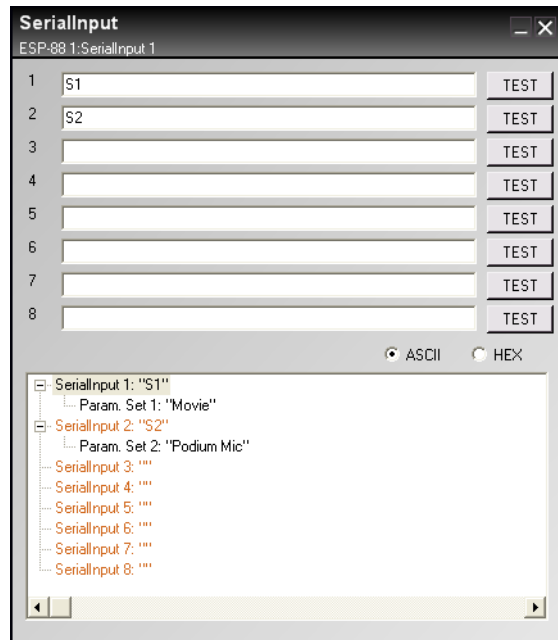 SerialInput
ESP-88 1:SerialInput 1
1 S1 TEST
2 S2 TEST
3 TEST
4 TEST
5 TEST
6 TEST
7 TEST
8 TEST
ASCII HEX
SerialInput 1: "S1"
Param. Set 1: "Movie"
SerialInput 2: "S2"
Param. Set 2: "Podium Mic"
SerialInput 3: ""
SerialInput 4: ""
SerialInput 5: ""
SerialInput 6: ""
SerialInput 7: ""
SerialInput 8: ""